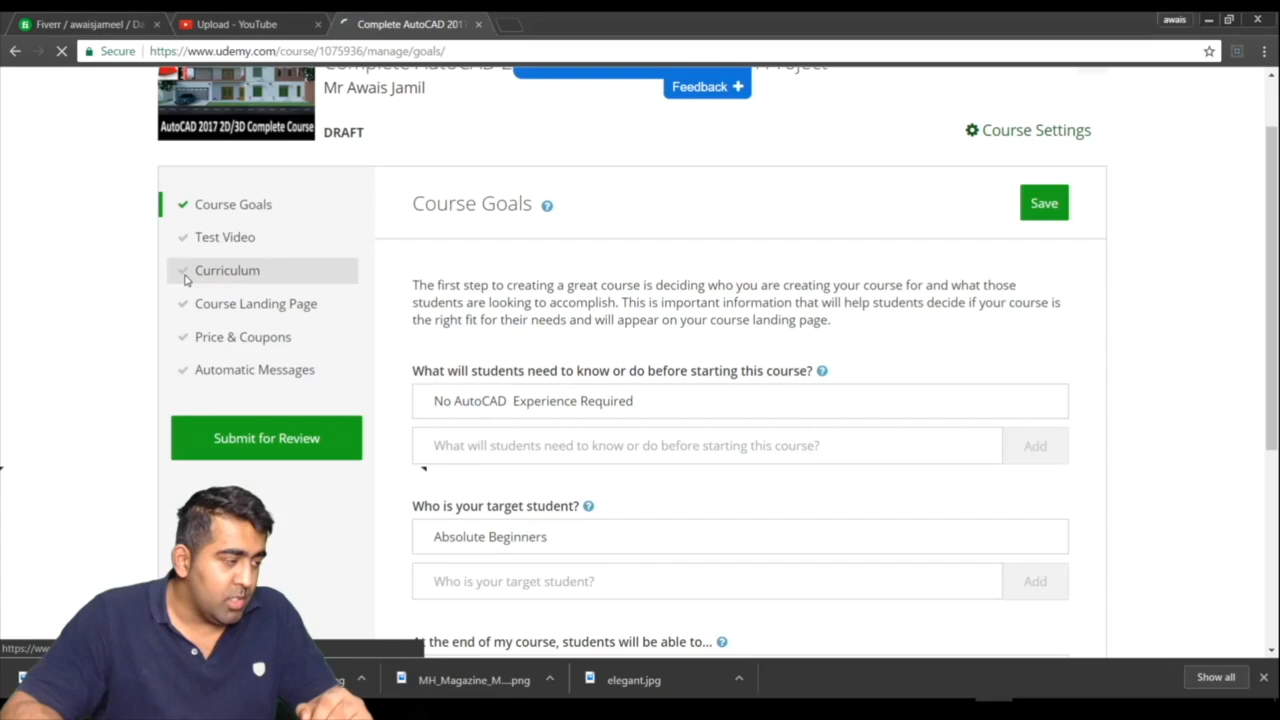 Fiverr / awaisjameel / Da
Upload - YouTube
Complete AutoCAD 201
awais
Secure
https://www.udemy.com/course/1075936/manage/goals/
Complete AutoCAD 2
Project
Feedback
Mr Awais Jamil
AutoCAD 2017 2D/3D Complete Course
DRAFT
Course Settings
Course Goals
Test Video
Curriculum
Course Landing Page
Price & Coupons
Automatic Messages
Submit for Review
Course Goals
Save
The first step to creating a great course is deciding who you are creating your course for and what those
students are looking to accomplish. This is important information that will help students decide if your course is
the right fit for their needs and will appear on your course landing page.
What will students need to know or do before starting this course?
No AutoCAD Experience Required
What will students need to know or do before starting this course?
Add
Who is your target student?
Absolute Beginners
Who is your target student?
Add
t the end of my course, students will be able to...
https://ww
ng
MH_Magazine_M....png
elegant.jpg
Show all